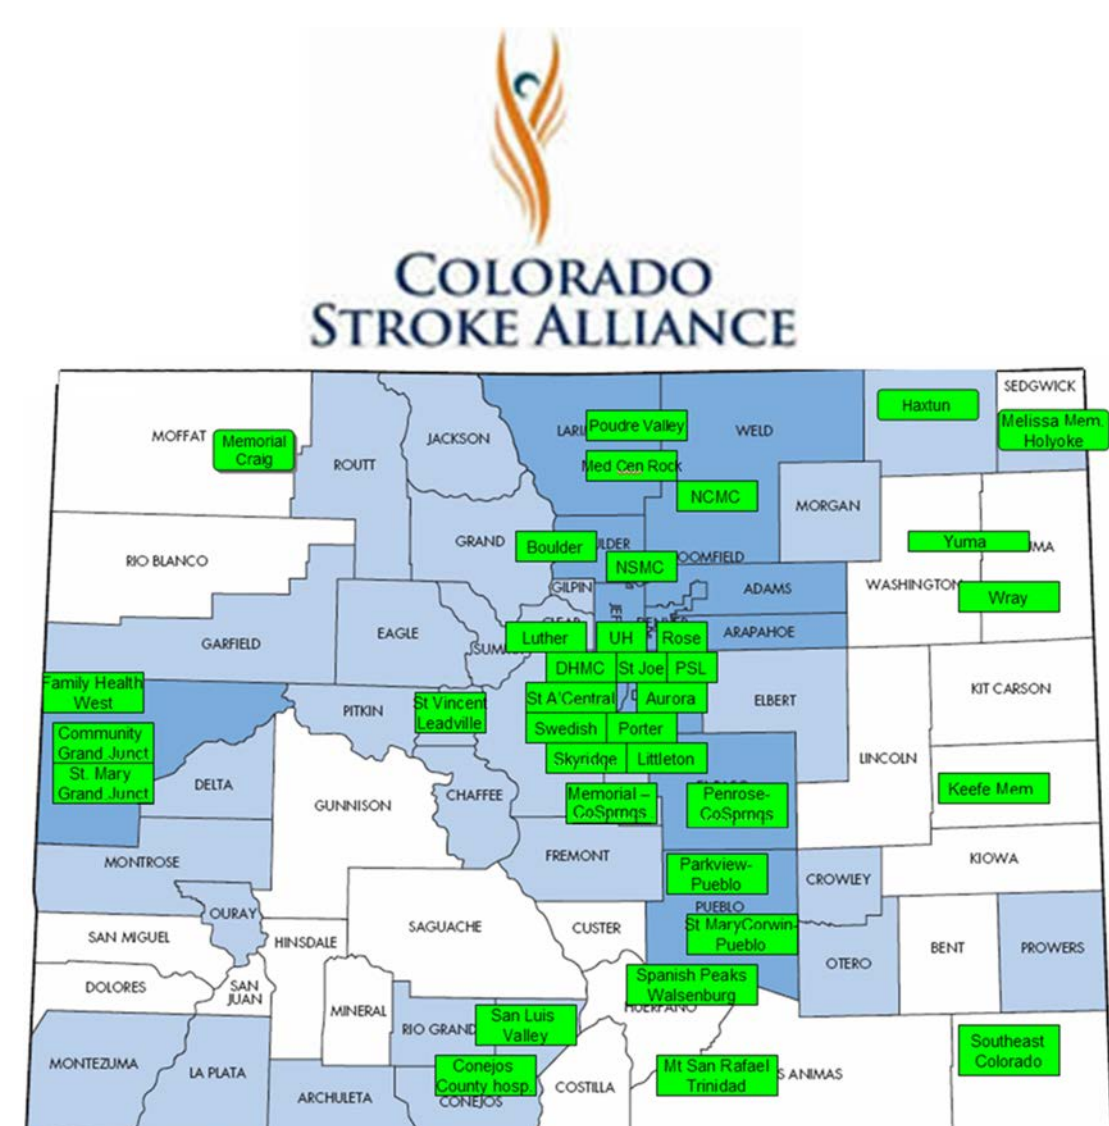 COLORADO
STROKE ALLIANCE
SEDGWICK
Haxtun
Melissa Mem.
Holyoke
MOFFAT
Memorial
Craig
JACKSON
Poudre Valley
WELD
ROUTT
Med Cen Rock
NCMC
MORGAN
GRAND
Boulder
Yuma
RIO BLANCO
NSMC
GILPIN
ADAMS
WASHINGTON
Wray
EAGLE
GARFIELD
Luther
UH
Rose
ARAPAHOE
DHMC
St Joe
PSL
Family Health
West
PITKIN
St Vincent
Leadville
St A'Central
Aurora
ELBERT
KIT CARSON
Community
Grand Junct
Swedish
Porter
St. Mary
Grand Junct
Skyridge
Littleton
LINCOLN
DELTA
GUNNISON
CHAFFEE
Memorial –
CoSprngs
Penrose-
CoSprngs
Keefe Mem
MONTROSE
FREMONT
Parkview-
Pueblo
CROWLEY
KIOWA
OURAY
PUEBLO
SAN MIGUEL
HINSDALE
SAGUACHE
CUSTER
St MaryCorwin-
Pueblo
OTERO
BENT
PROWERS
DOLORES
SAN
JUAN
MINERAL
Spanish Peaks
Walsenburg
HUERFANO
RIO GRAND
San Luis
Valley
MONTEZUMA
LA PLATA
ARCHULETA
Conejos
County hosp.
CONEJOS
COSTILLA
Mt San Rafael
Trinidad
S ANIMAS
Southeast
Colorado